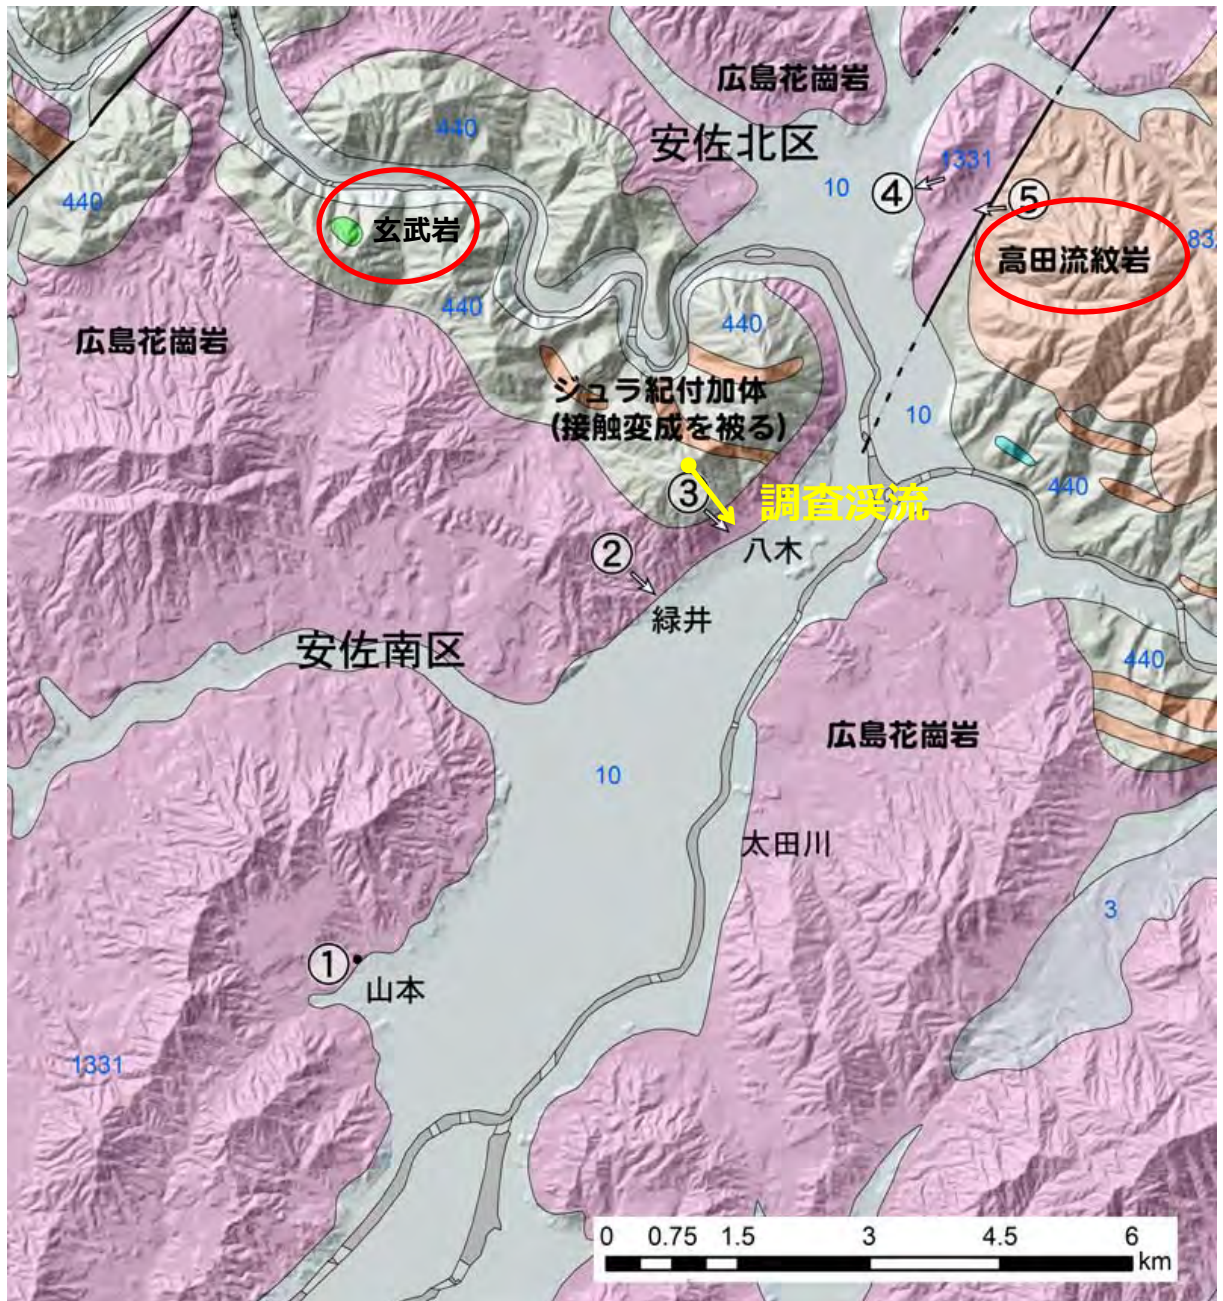 広島花崗岩
安佐北区
440
10
④
1331
440
⑤
玄武岩
83
高田流紋岩
440
440
広島花崗岩
ジュラ紀付加体
(接触変成を被る)
10
440
③
調査渓流
八木
②
緑井
安佐南区
440
広島花崗岩
10
太田川
3
①
山本
1331
0 0.75 1.5 3 4.5 6
km